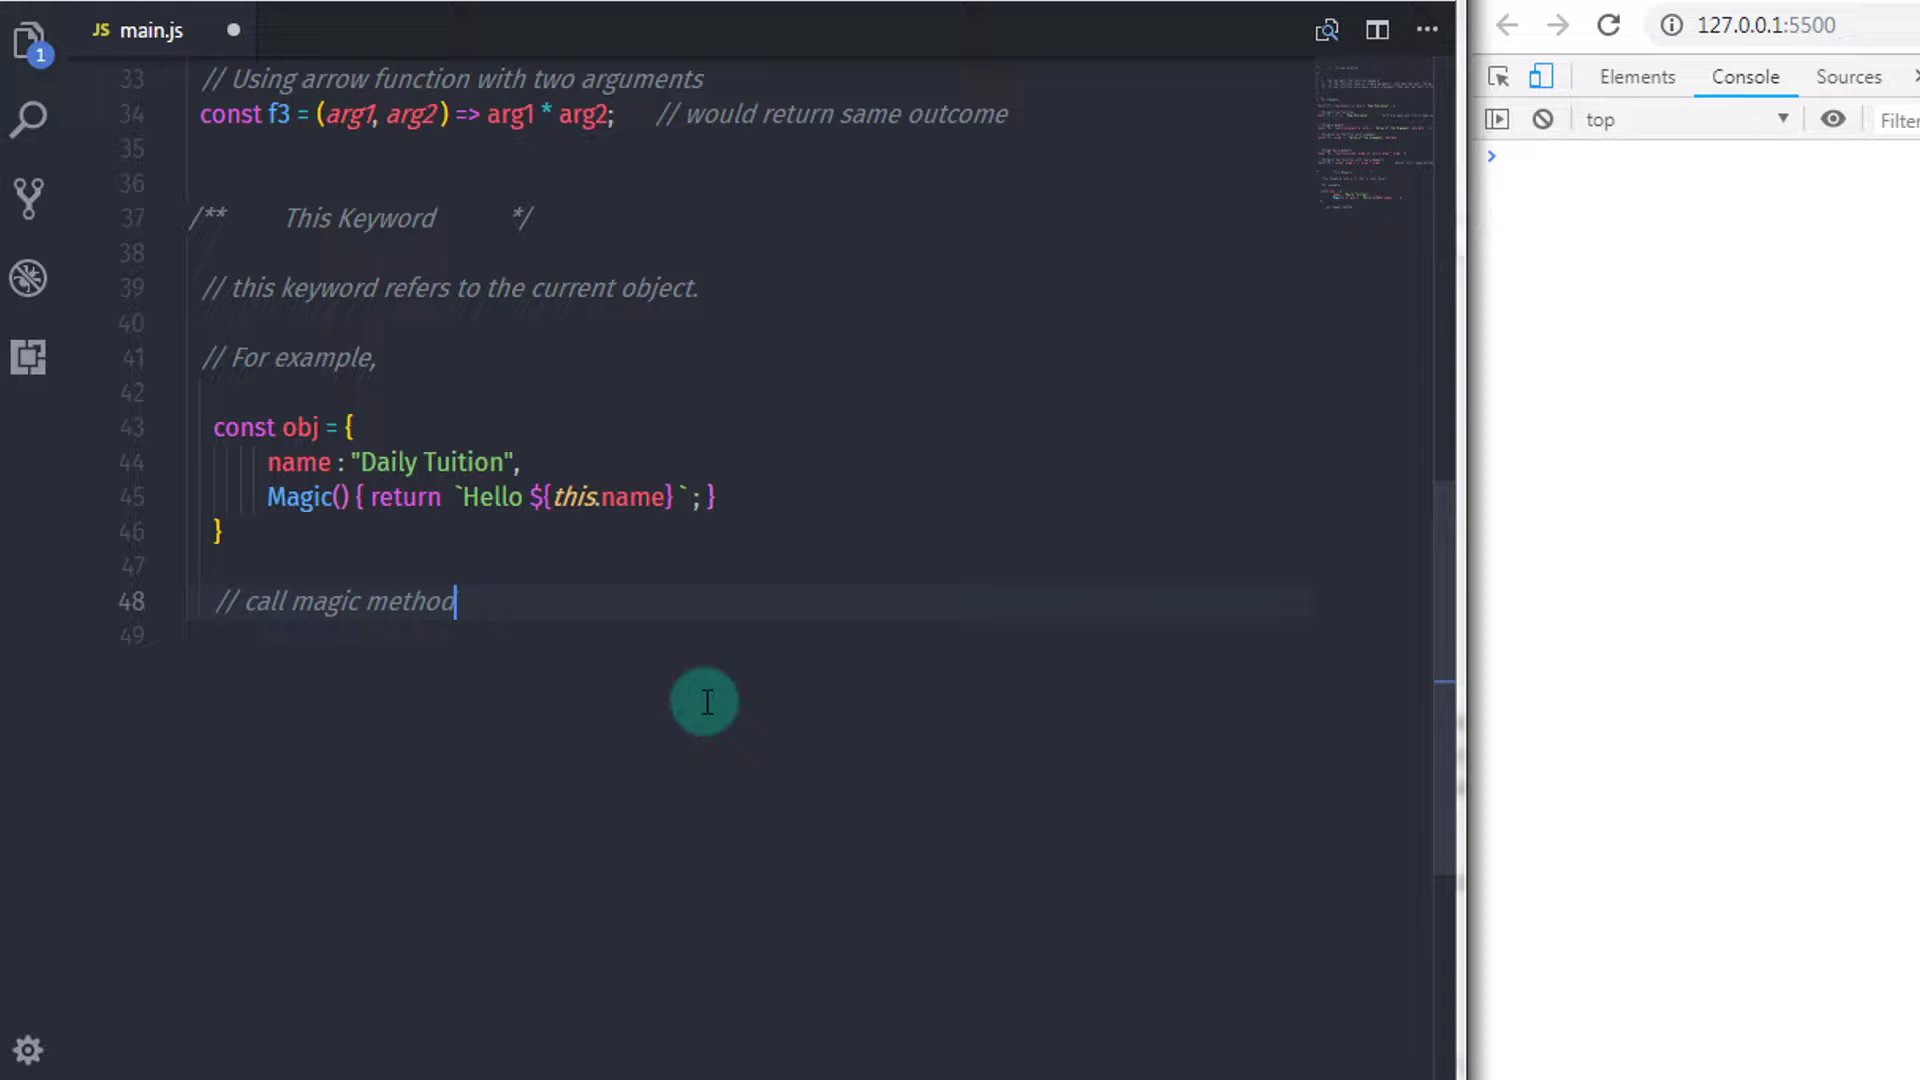 JS main.js
1
33 // Using arrow function with two arguments
34 const f3 = (arg1, arg2 ) => arg1 * arg2; // would return same outcome
35
36
37 /** This Keyword */
38
39 // this keyword refers to the current object.
40
41 // For example,
42
43 const obj = {
44 name : "Daily Tuition",
45 Magic() { return `Hello ${this.name} ` ; }
46 }
47
48 // call magic method
49
127.0.0.1:5500
Elements Console Sources
top Filter